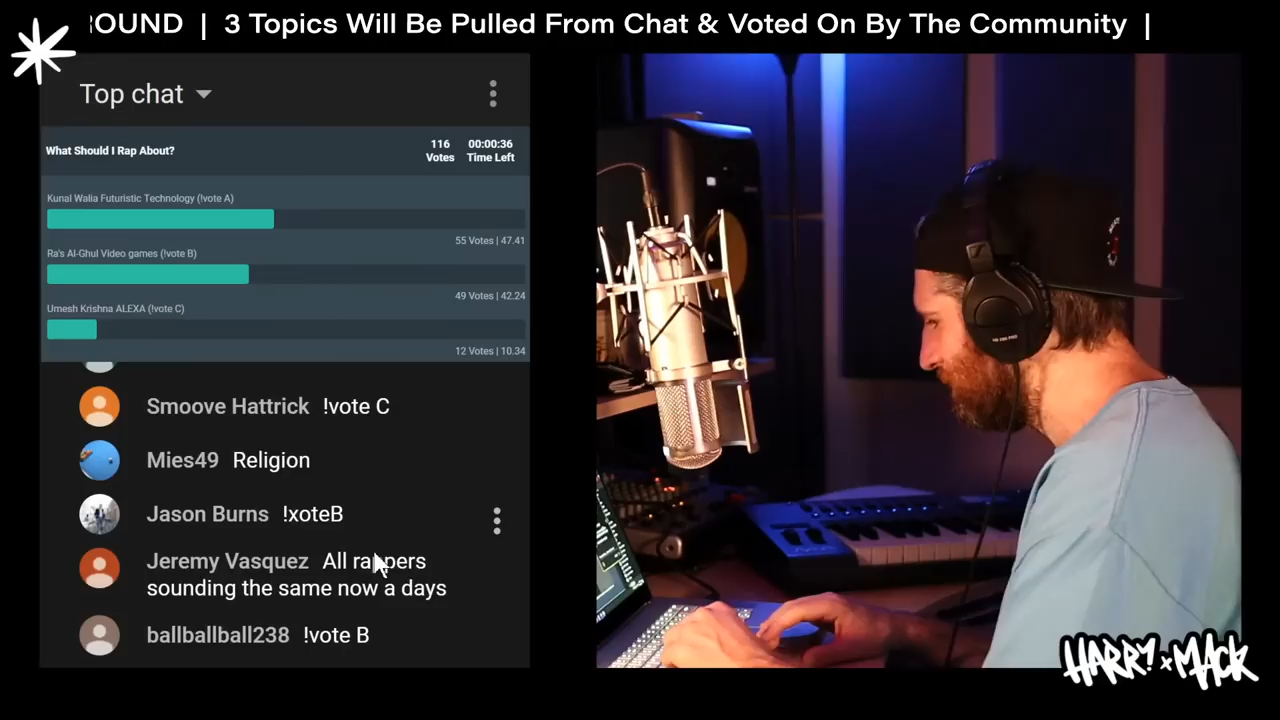 ROUND | 3 Topics Will Be Pulled From Chat & Voted On By The Community |
Top chat
What Should I Rap About?
116 Votes
00:00:36 Time Left
Kunal Walia Futuristic Technology (!vote A)
55 Votes | 47.41
Ra's Al-Ghul Video games (!vote B)
49 Votes | 42.24
Umesh Krishna ALEXA (!vote C)
12 Votes | 10.34
Smoove Hattrick !vote C
Mies49 Religion
Jason Burns !xoteB
Jeremy Vasquez All rappers
sounding the same now a days
ballballball238 !vote B
HARRY MACK